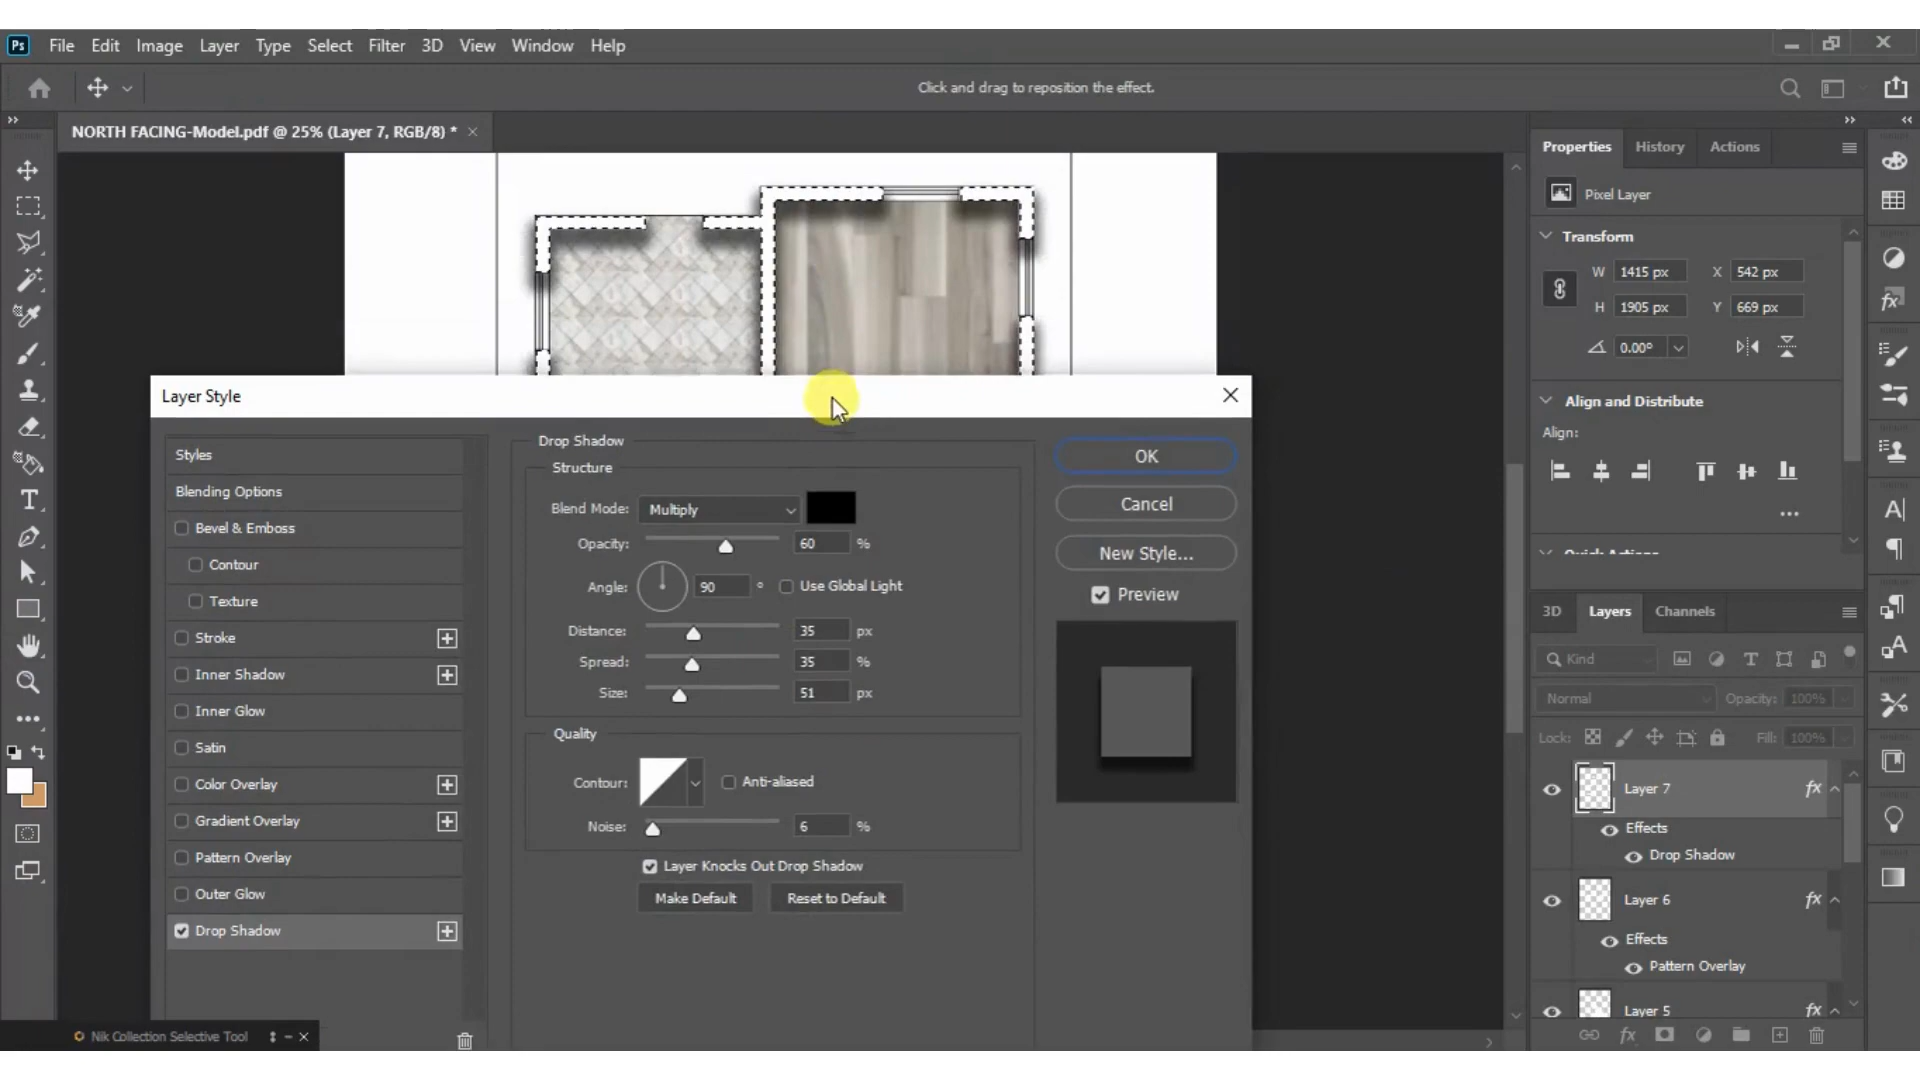 Ps File Edit Image Layer Type Select Filter 3D View Window Help
Click and drag to reposition the effect.
NORTH FACING-Model.pdf @ 25% (Layer 7, RGB/8) *
Properties History Actions
Pixel Layer
Transform
W 1415 px X 542 px
H 1905 px Y 669 px
0.00°
Align and Distribute
Align:
Layer Style
Styles
Blending Options
Bevel & Emboss
Contour
Texture
Stroke
Inner Shadow
Inner Glow
Satin
Color Overlay
Gradient Overlay
Pattern Overlay
Outer Glow
Drop Shadow
Drop Shadow
Structure
Blend Mode: Multiply
Opacity: 60 %
Angle: 90 ° Use Global Light
Distance: 35 px
Spread: 35 %
Size: 51 px
Quality
Contour: Anti-aliased
Noise: 6 %
Layer Knocks Out Drop Shadow
Make Default Reset to Default
OK
Cancel
New Style...
Preview
3D Layers Channels
Kind
Normal Opacity: 100%
Lock: Fill: 100%
Layer 7 fx
Effects
Drop Shadow
Layer 6 fx
Effects
Pattern Overlay
Layer 5 fx
Nik Collection Selective Tool